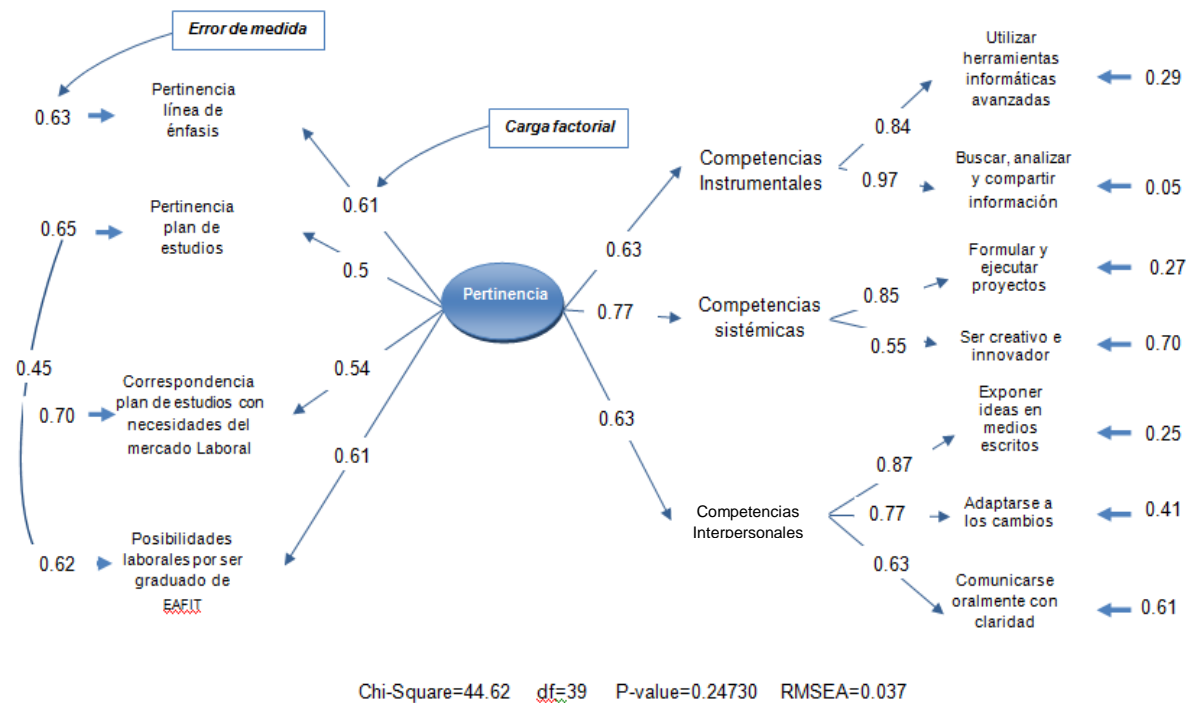 Error de medida
0.63
Pertinencia
línea de
énfasis
Carga factorial
0.61
0.65
Pertinencia
plan de
estudios
0.5
0.45
0.70
Correspondencia
plan de estudios con
necesidades del
mercado Laboral
0.54
0.62
Posibilidades
laborales por ser
graduado de
EAFIT
0.61
Pertinencia
0.63
Competencias
Instrumentales
0.84
Utilizar
herramientas
informáticas
avanzadas
0.29
0.97
Buscar, analizar
y compartir
información
0.05
0.77
Competencias
sistémicas
0.85
Formular y
ejecutar
proyectos
0.27
0.55
Ser creativo e
innovador
0.70
0.63
Competencias
Interpersonales
0.87
Exponer
ideas en
medios
escritos
0.25
0.77
Adaptarse a
los cambios
0.41
0.63
Comunicarse
oralmente con
claridad
0.61
Chi-Square=44.62 df=39 P-value=0.24730 RMSEA=0.037